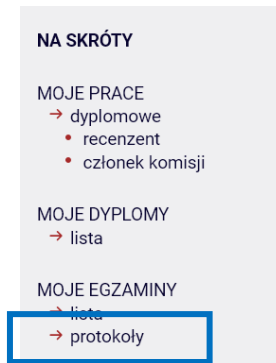 NA SKRÓTY
MOJE PRACE
→ dyplomowe
• recenzent
• członek komisji
MOJE DYPLOMY
→ lista
MOJE EGZAMINY
→ lista
→ protokoły